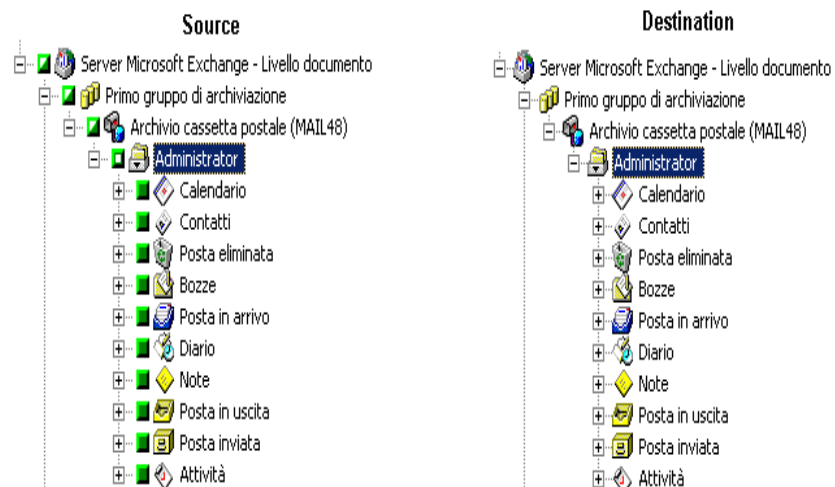 Source
Server Microsoft Exchange - Livello documento
Primo gruppo di archiviazione
Archivio cassetta postale (MAIL48)
Administrator
Calendario
Contatti
Posta eliminata
Bozze
Posta in arrivo
Diario
Note
Posta in uscita
Posta inviata
Attività
Destination
Server Microsoft Exchange - Livello documento
Primo gruppo di archiviazione
Archivio cassetta postale (MAIL48)
Administrator
Calendario
Contatti
Posta eliminata
Bozze
Posta in arrivo
Diario
Note
Posta in uscita
Posta inviata
Attività